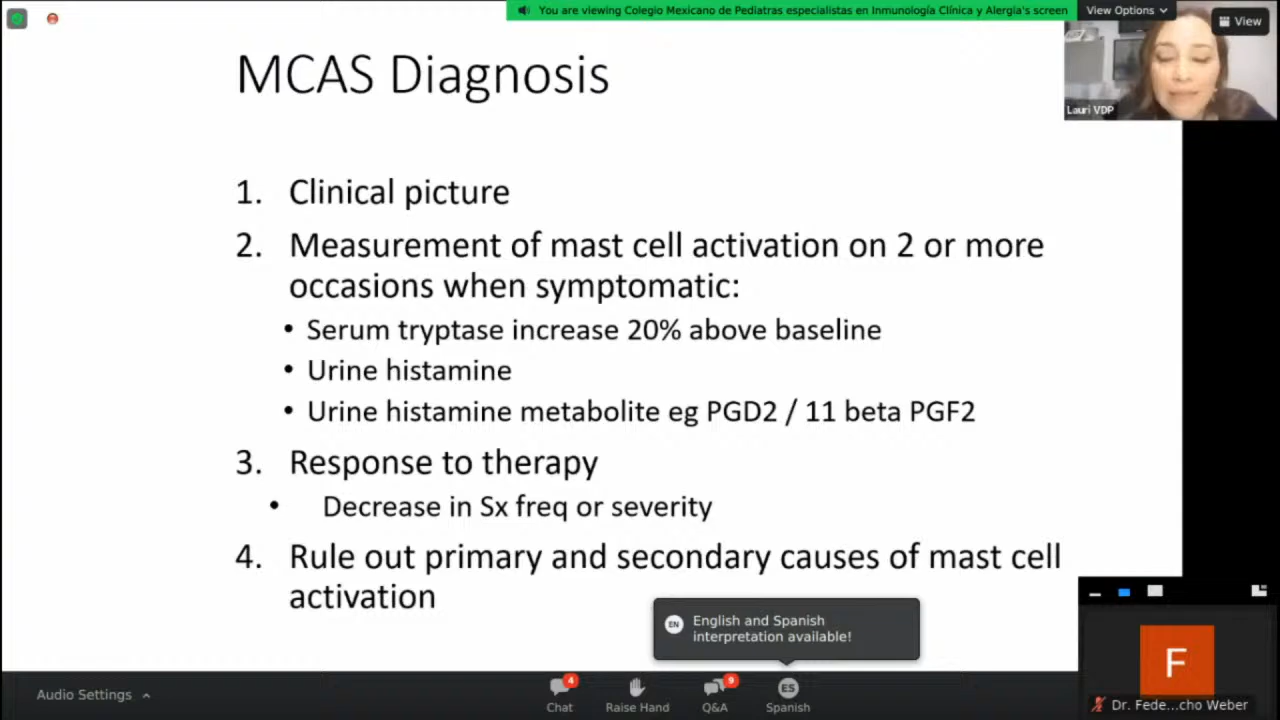 You are viewing Colegio Mexicano de Pediatras especialistas en Inmunología Clínica y Alergia's screen
View Options
View
Lauri VDP
MCAS Diagnosis
1. Clinical picture
2. Measurement of mast cell activation on 2 or more
occasions when symptomatic:
• Serum tryptase increase 20% above baseline
• Urine histamine
• Urine histamine metabolite eg PGD2 / 11 beta PGF2
3. Response to therapy
• Decrease in Sx freq or severity
4. Rule out primary and secondary causes of mast cell
activation
EN
English and Spanish
interpretation available!
F
Dr. Fede...cho Weber
Audio Settings
4
Chat
Raise Hand
9
Q&A
ES
Spanish